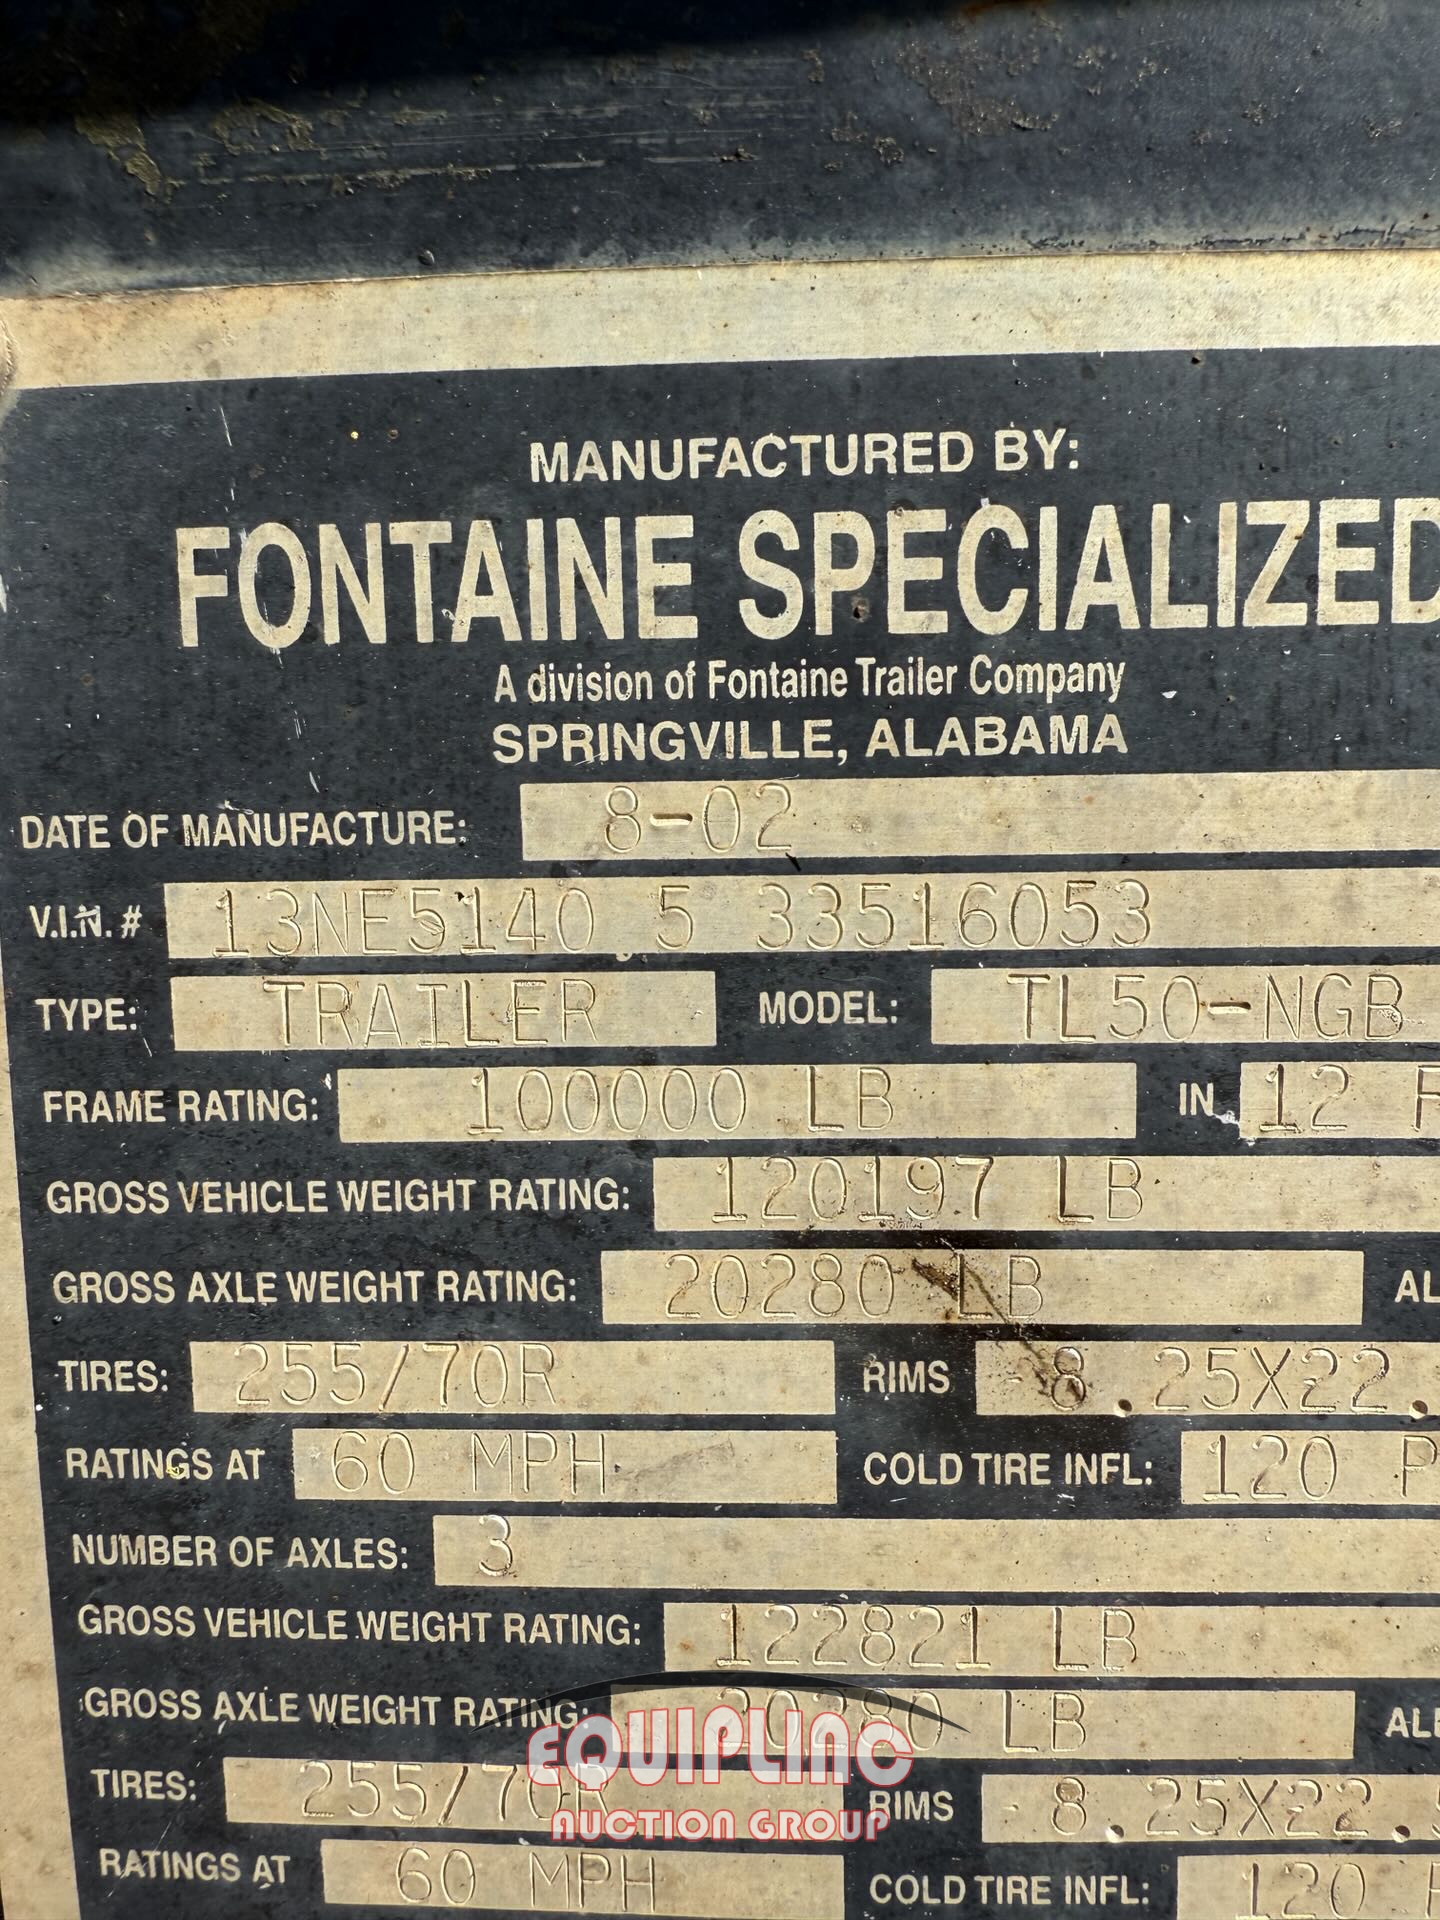 MANUFACTURED BY:
FONTAINE SPECIALIZED
A division of Fontaine Trailer Company
SPRINGVILLE, ALABAMA
DATE OF MANUFACTURE: 8-02
V.I.N. # 13NE5140 5 33516053
TYPE: TRAILER MODEL: TL50-NGB
FRAME RATING: 100000 LB IN 12 F
GROSS VEHICLE WEIGHT RATING: 120197 LB
GROSS AXLE WEIGHT RATING: 20280 LB AL
TIRES: 255/70R RIMS 8.25X22.
RATINGS AT 60 MPH COLD TIRE INFL: 120 P
NUMBER OF AXLES: 3
GROSS VEHICLE WEIGHT RATING: 122821 LB
GROSS AXLE WEIGHT RATING: 20280 LB ALL
TIRES: 255/70R RIMS 8.25X22.5
RATINGS AT 60 MPH COLD TIRE INFL: 120 P
EQUIPLINC
AUCTION GROUP